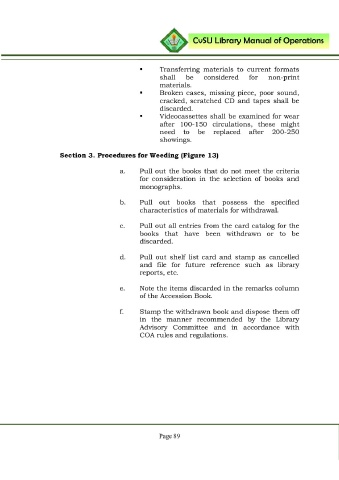 CvSU Library Manual of Operations
▪ Transferring materials to current formats
shall be considered for non-print
materials.
▪ Broken cases, missing piece, poor sound,
cracked, scratched CD and tapes shall be
discarded.
▪ Videocassettes shall be examined for wear
after 100-150 circulations, these might
need to be replaced after 200-250
showings.
Section 3. Procedures for Weeding (Figure 13)
a. Pull out the books that do not meet the criteria
for consideration in the selection of books and
monographs.
b. Pull out books that possess the specified
characteristics of materials for withdrawal.
c. Pull out all entries from the card catalog for the
books that have been withdrawn or to be
discarded.
d. Pull out shelf list card and stamp as cancelled
and file for future reference such as library
reports, etc.
e. Note the items discarded in the remarks column
of the Accession Book.
f. Stamp the withdrawn book and dispose them off
in the manner recommended by the Library
Advisory Committee and in accordance with
COA rules and regulations.
Page 89